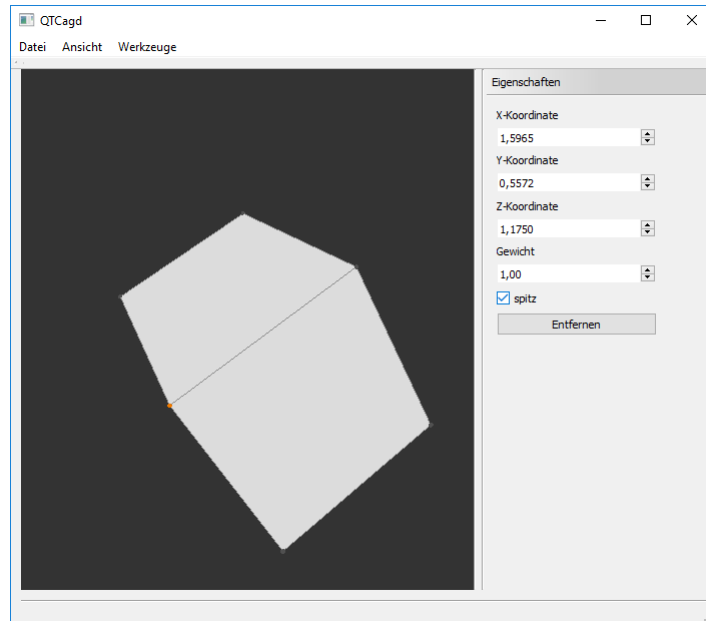 QTCagd
Datei Ansicht Werkzeuge
Eigenschaften
X-Koordinate
1,5965
Y-Koordinate
0,5572
Z-Koordinate
1,1750
Gewicht
1,00
spitz
Entfernen